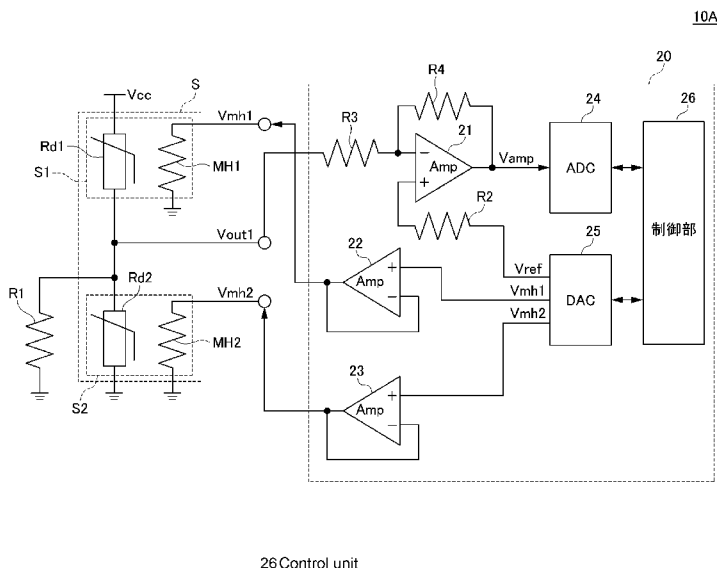 10A
20
S
Vcc
Vmh1
Rd1
MH1
S1
R3
R4
21
Amp
−
+
Vamp
24
ADC
26
制御部
Vout1
R2
25
DAC
Vref
Vmh1
Vmh2
22
Amp
+
−
R1
Rd2
Vmh2
MH2
S2
23
Amp
+
−
26 Control unit